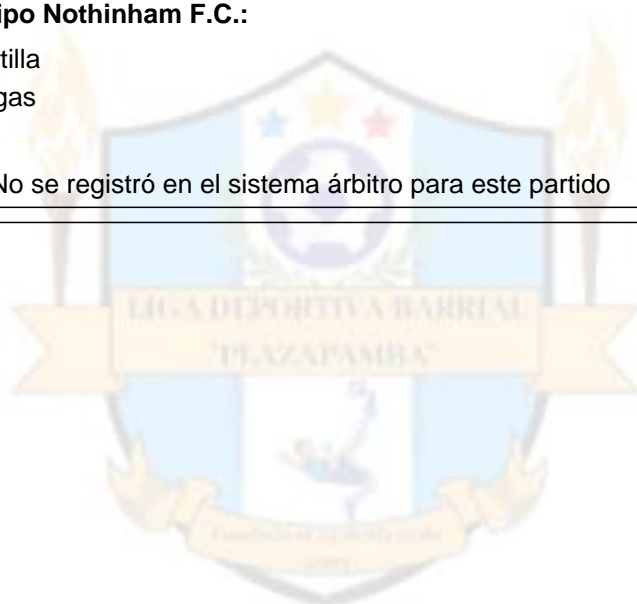 ipo Nothinham F.C.:
tilla
gas
No se registró en el sistema árbitro para este partido
LIGA DEPORTIVA BARRIAL
"PLAZAPAMBA"